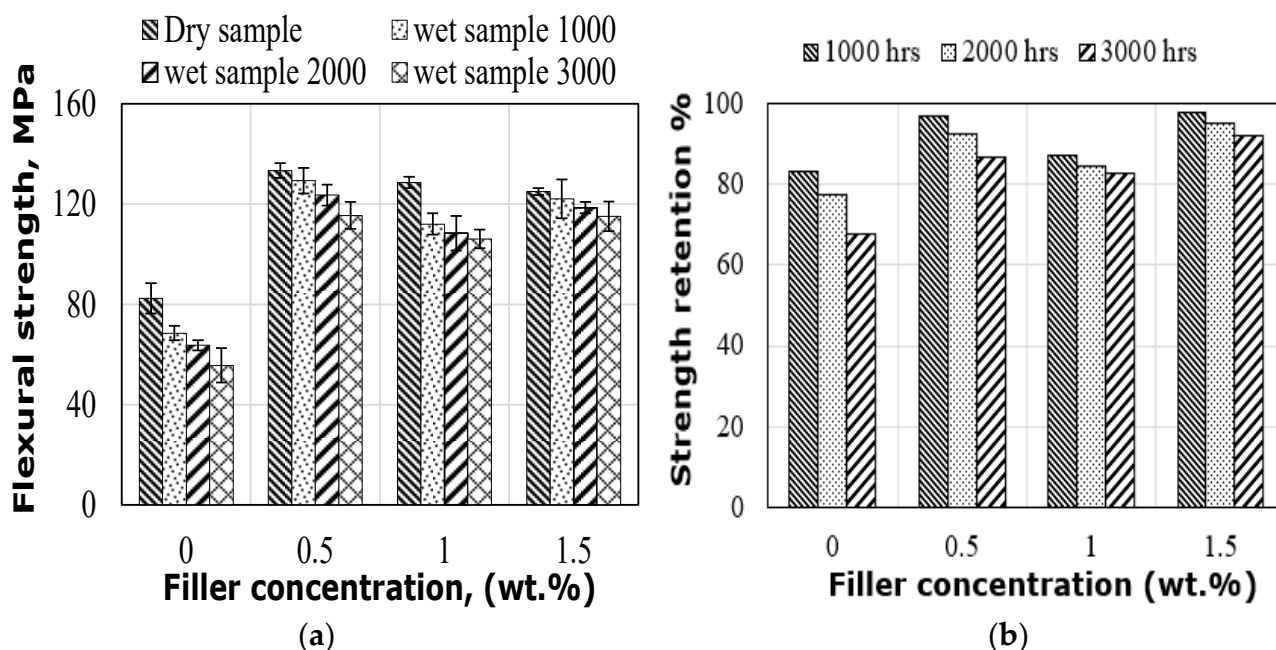 Dry sample
wet sample 1000
wet sample 2000
wet sample 3000
Flexural strength, MPa
160
120
80
40
0
0 0.5 1 1.5
Filler concentration, (wt.%)
(a)
1000 hrs 2000 hrs 3000 hrs
Strength retention %
100
80
60
40
20
0
0 0.5 1 1.5
Filler concentration (wt.%)
(b)